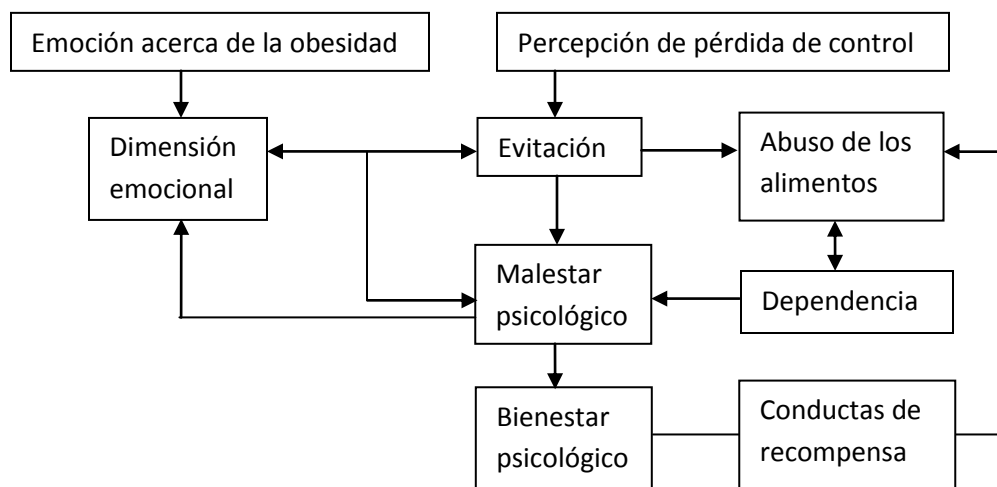 Emoción acerca de la obesidad
Percepción de pérdida de control
Dimensión
emocional
Evitación
Abuso de los
alimentos
Malestar
psicológico
Dependencia
Bienestar
psicológico
Conductas de
recompensa